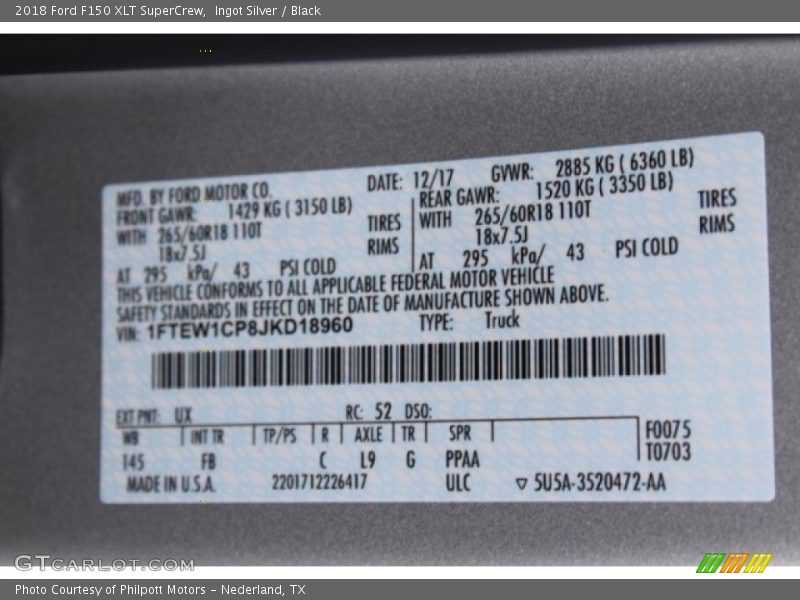 2018 Ford F150 XLT SuperCrew,  Ingot Silver / Black
MFD. BY FORD MOTOR CO. DATE: 12/17 GVWR: 2885 KG ( 6360 LB)
FRONT GAWR: 1429 KG ( 3150 LB) REAR GAWR: 1520 KG ( 3350 LB)
WITH 265/60R18 110T TIRES WITH 265/60R18 110T TIRES
18x7.5J RIMS 18x7.5J RIMS
AT 295 kPa/ 43 PSI COLD AT 295 kPa/ 43 PSI COLD
THIS VEHICLE CONFORMS TO ALL APPLICABLE FEDERAL MOTOR VEHICLE
SAFETY STANDARDS IN EFFECT ON THE DATE OF MANUFACTURE SHOWN ABOVE.
VIN: 1FTEW1CP8JKD18960 TYPE: Truck
EXT PNT: UX RC: 52 DSO:
WB INT TR TP/PS R AXLE TR SPR F0075
145 FB C L9 G PPAA T0703
MADE IN U.S.A. 2201712226417 ULC ▽ 5U5A-3520472-AA
GTCARLOT.COM
Photo Courtesy of Philpott Motors - Nederland, TX